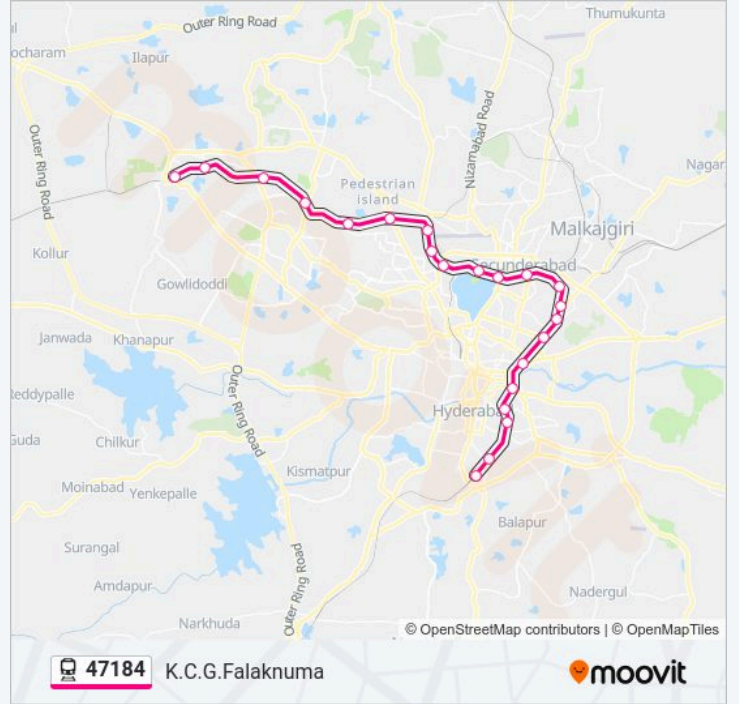 Outer Ring Road
Thumukunta
ocharam
Ilapur
Outer Ring Road
Nizamabad Road
Nagar
Pedestrian
island
Malkajgiri
Kollur
Secunderabad
Gowlidoddi
Janwada
Khanapur
Outer Ring Road
Reddypalle
Hyderabad
Guda
Chilkur
Kismatpur
Moinabad
Yenkepalle
Balapur
Surangal
Outer Ring Road
Amdapur
Nadergul
Narkhuda
© OpenStreetMap contributors | © OpenMapTiles
47184
K.C.G.Falaknuma
moovit